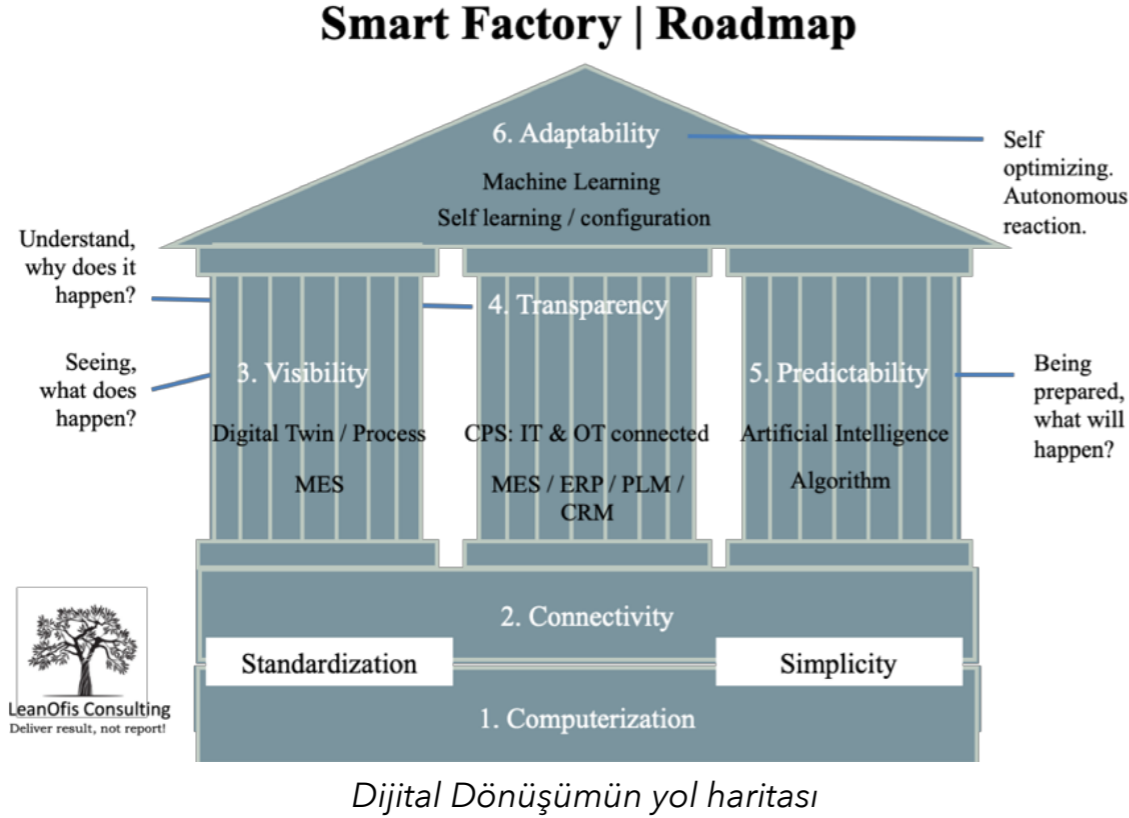 Smart Factory | Roadmap
6. Adaptability
Machine Learning
Self learning / configuration
Self
optimizing.
Autonomous
reaction.
Understand,
why does it
happen?
Seeing,
what does
happen?
3. Visibility
Digital Twin / Process
MES
4. Transparency
CPS: IT & OT connected
MES / ERP / PLM /
CRM
5. Predictability
Artificial Intelligence
Algorithm
Being
prepared,
what will
happen?
2. Connectivity
Standardization
Simplicity
1. Computerization
LeanOfis Consulting
Deliver result, not report!
Dijital Dönüşümün yol haritası